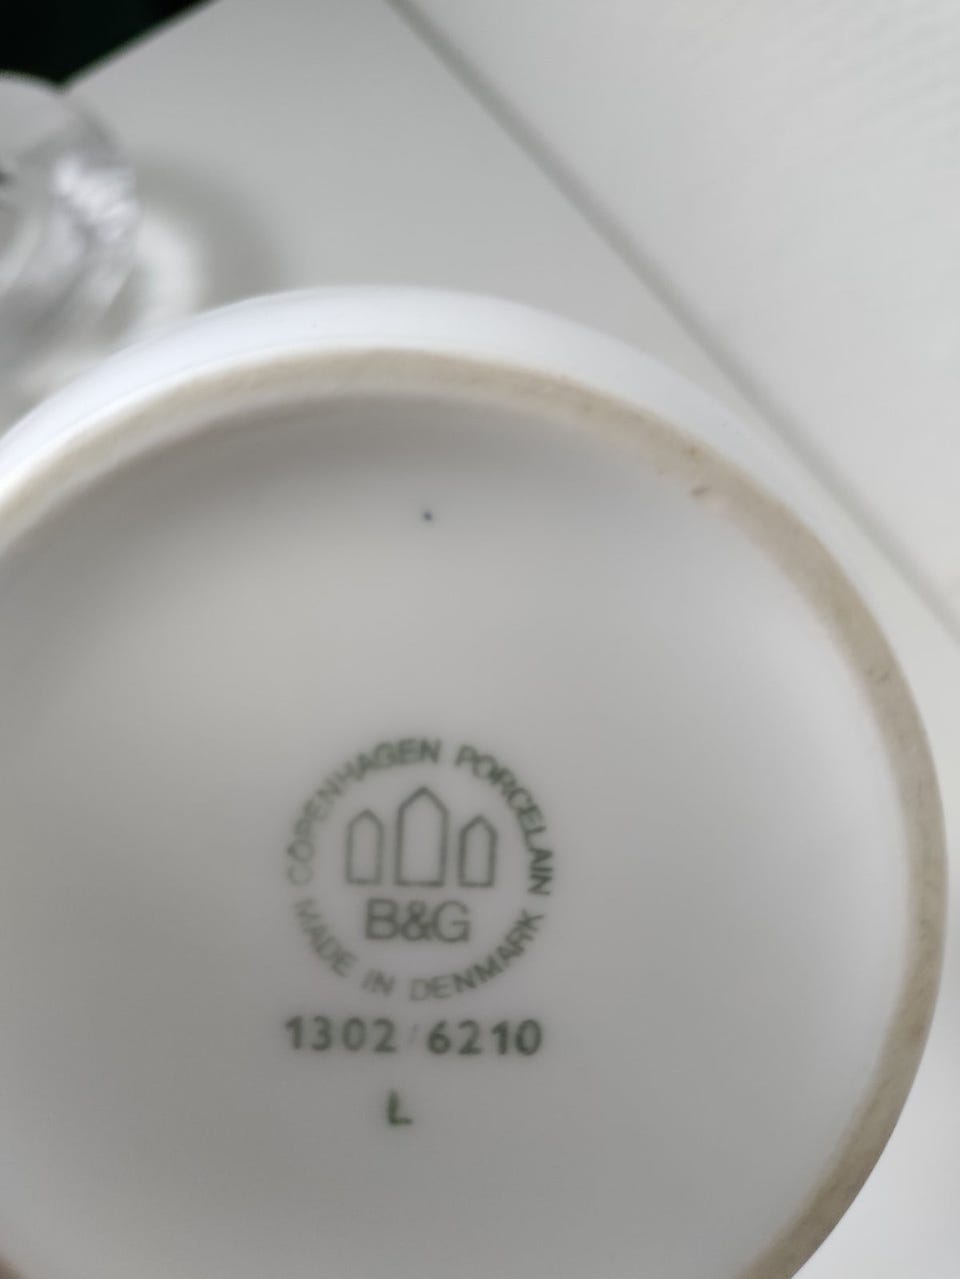 COPENHAGEN PORCELAIN
B&G
MADE IN DENMARK
1302/6210
L